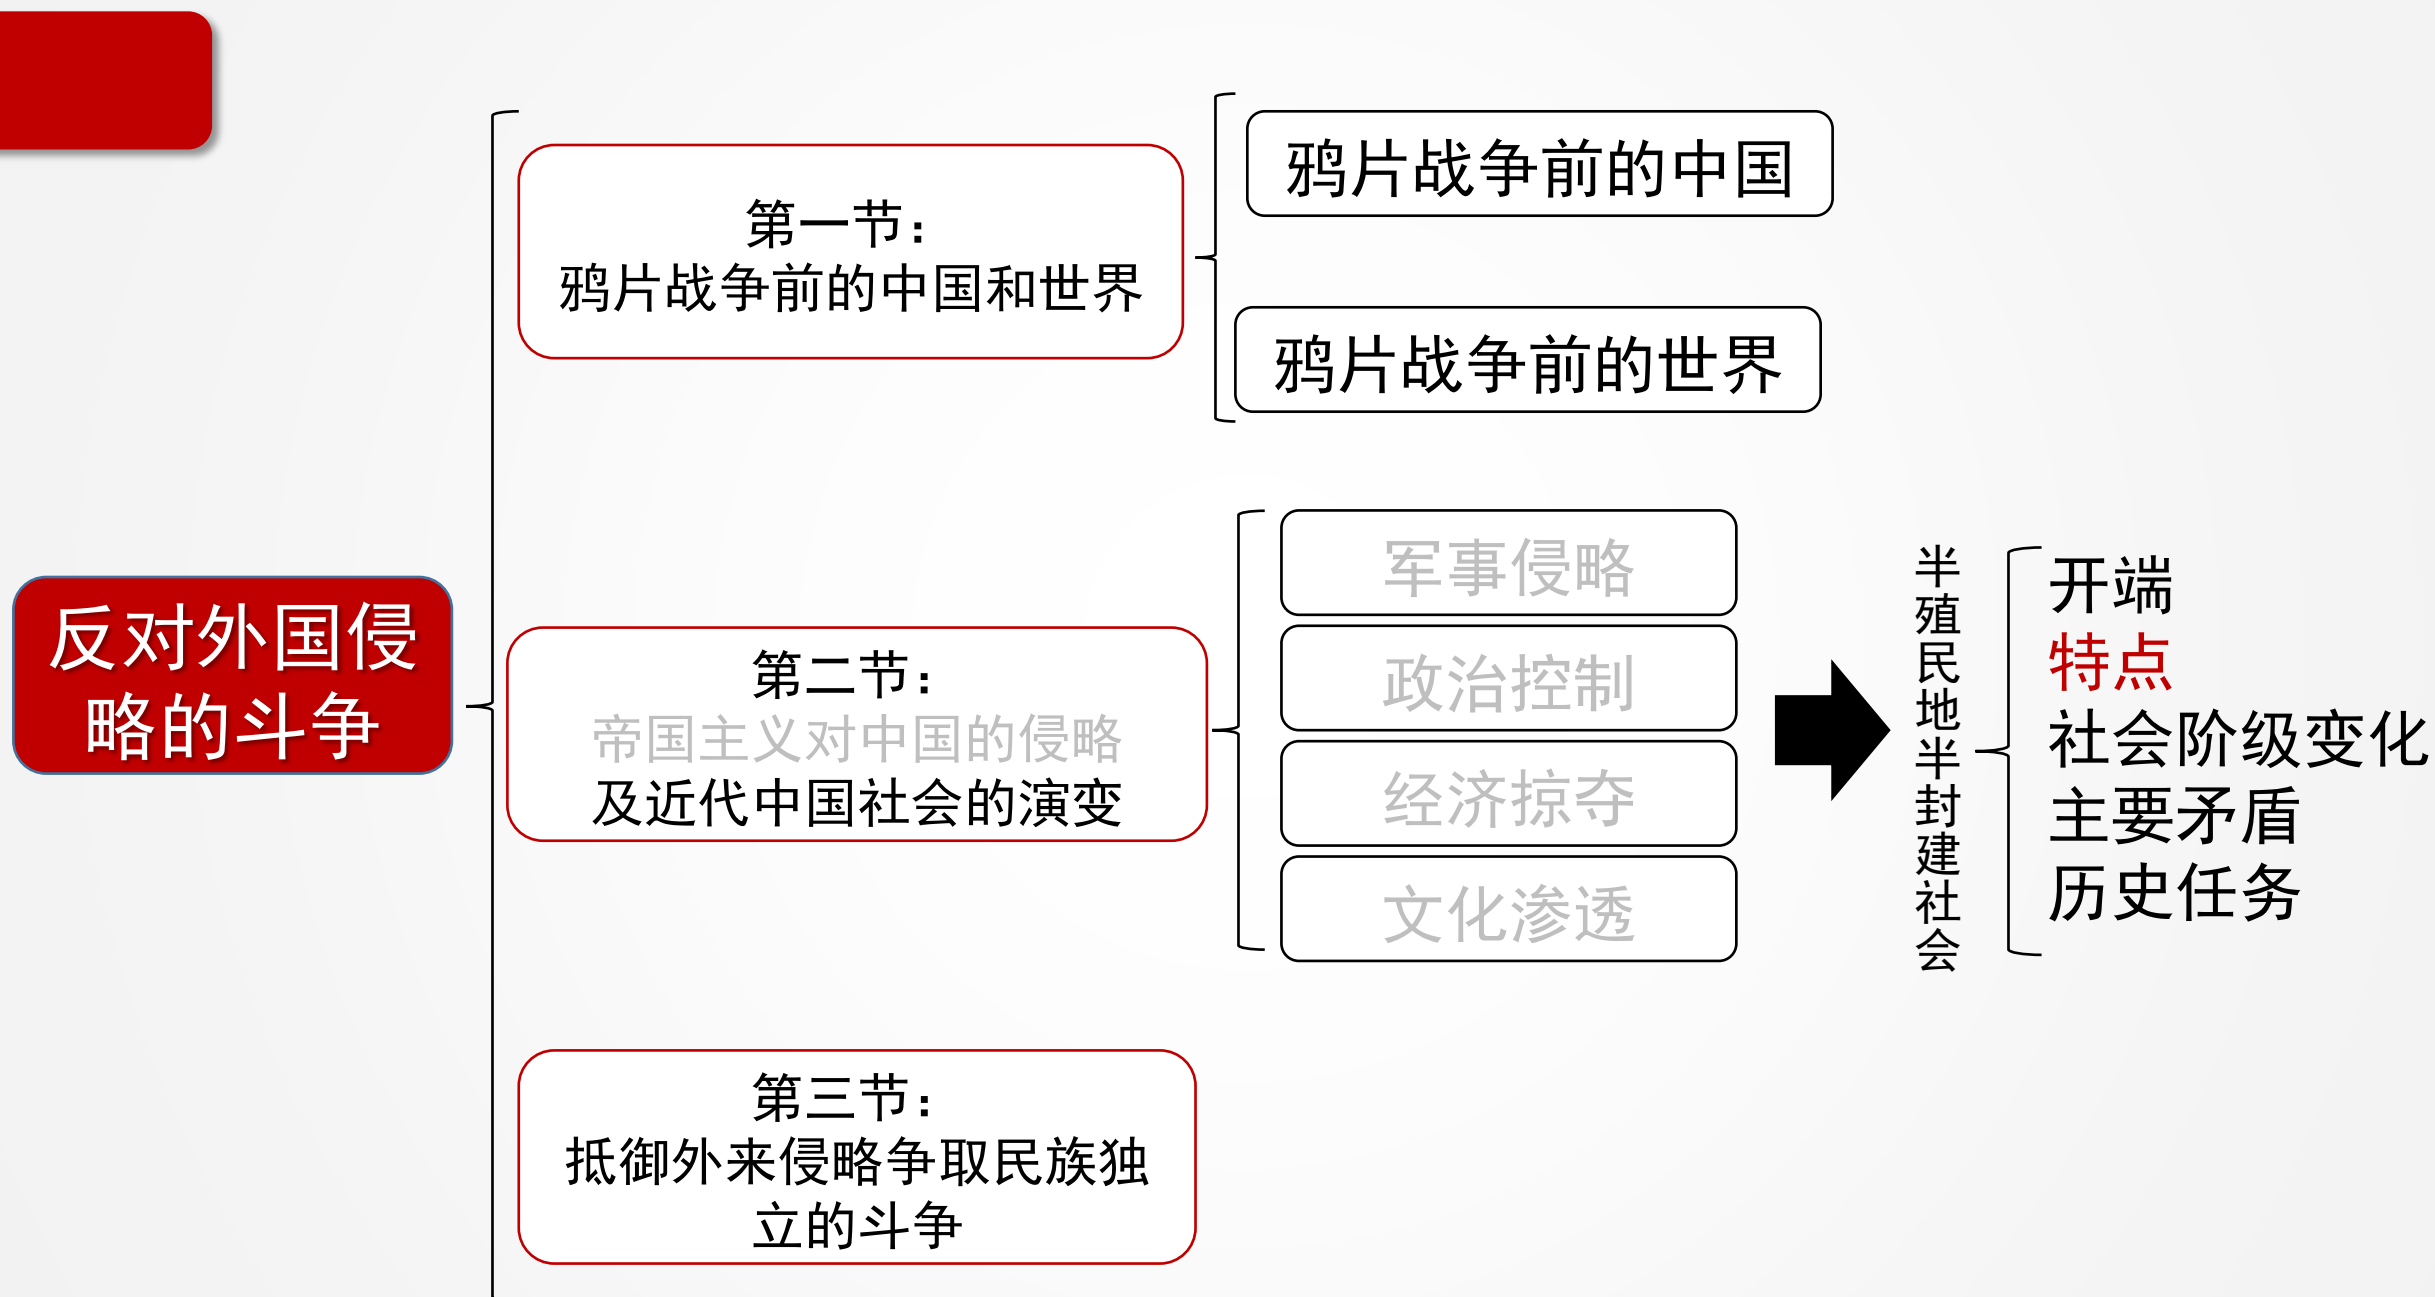 反对外国侵
略的斗争
第一节：
鸦片战争前的中国和世界
鸦片战争前的中国
鸦片战争前的世界
第二节：
帝国主义对中国的侵略
及近代中国社会的演变
军事侵略
政治控制
经济掠夺
文化渗透
半殖民地半封建社会
开端
特点
社会阶级变化
主要矛盾
历史任务
第三节：
抵御外来侵略争取民族独
立的斗争